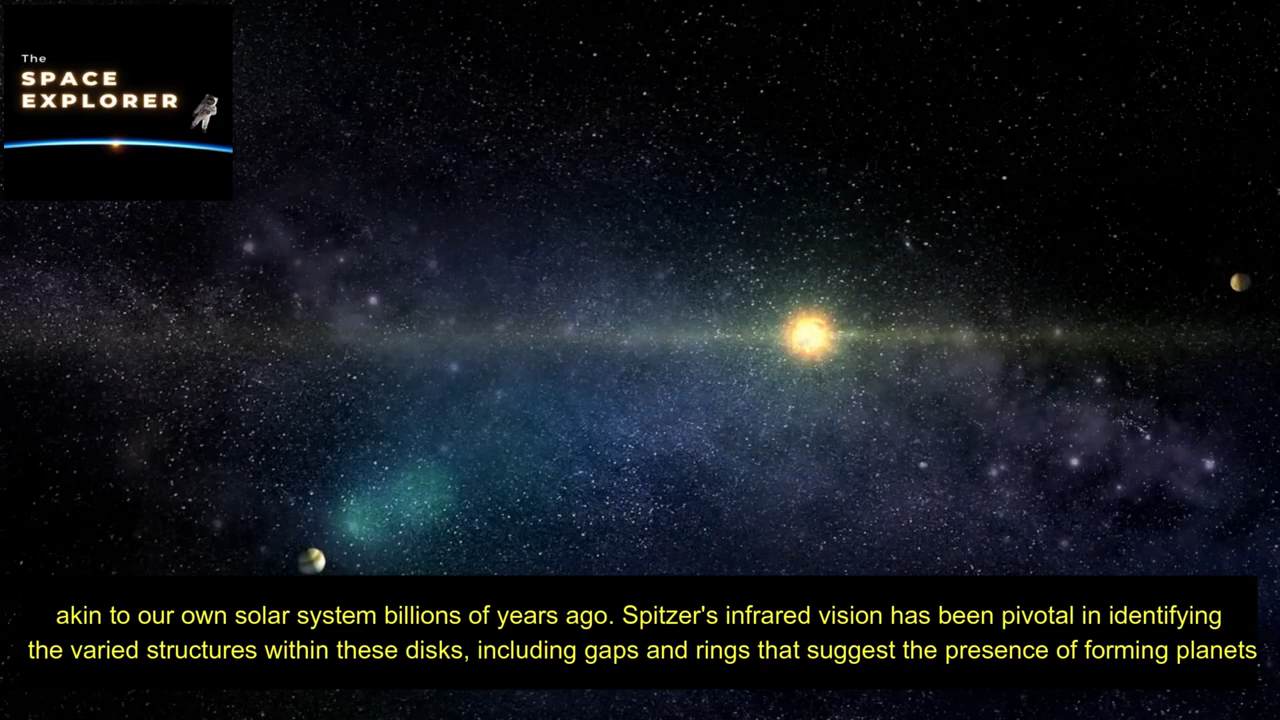 The
SPACE
EXPLORER
akin to our own solar system billions of years ago. Spitzer's infrared vision has been pivotal in identifying
the varied structures within these disks, including gaps and rings that suggest the presence of forming planets